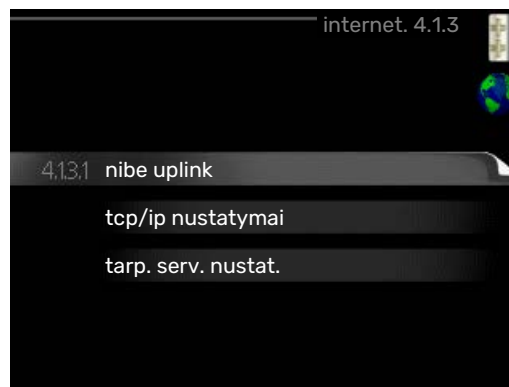 internet. 4.1.3
4.1.3.1 nibe uplink
tcp/ip nustatymai
tarp. serv. nustat.